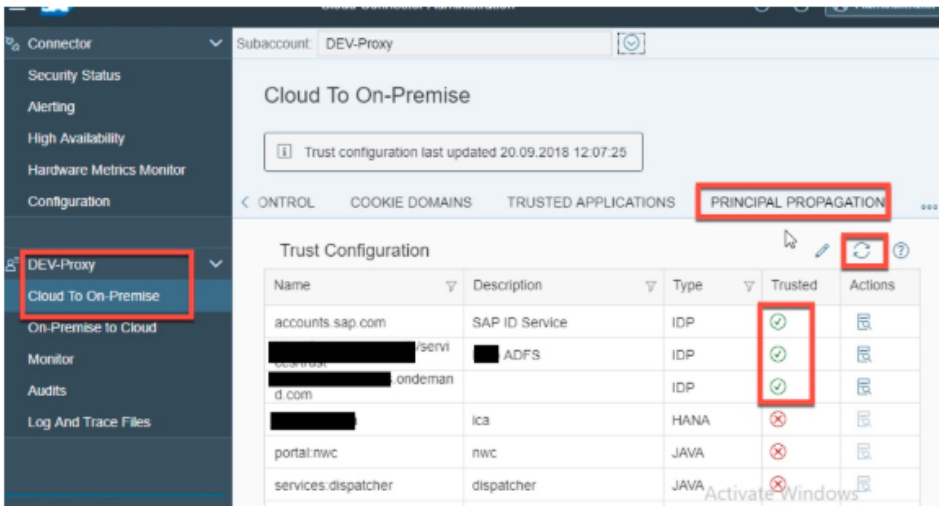 Cloud Connector Administration
Connector
Subaccount: DEV-Proxy
Security Status
Alerting
High Availability
Hardware Metrics Monitor
Configuration
DEV-Proxy
Cloud To On-Premise
On-Premise to Cloud
Monitor
Audits
Log And Trace Files
Cloud To On-Premise
Trust configuration last updated 20.09.2018 12:07:25
ONTROL COOKIE DOMAINS TRUSTED APPLICATIONS PRINCIPAL PROPAGATION
Trust Configuration
Name Description Type Trusted Actions
accounts.sap.com SAP ID Service IDP
/servi
ces/trust ADFS IDP
.ondeman
d.com IDP
ica HANA
portal:nwc nwc JAVA
services:dispatcher dispatcher JAVA
Activate Windows